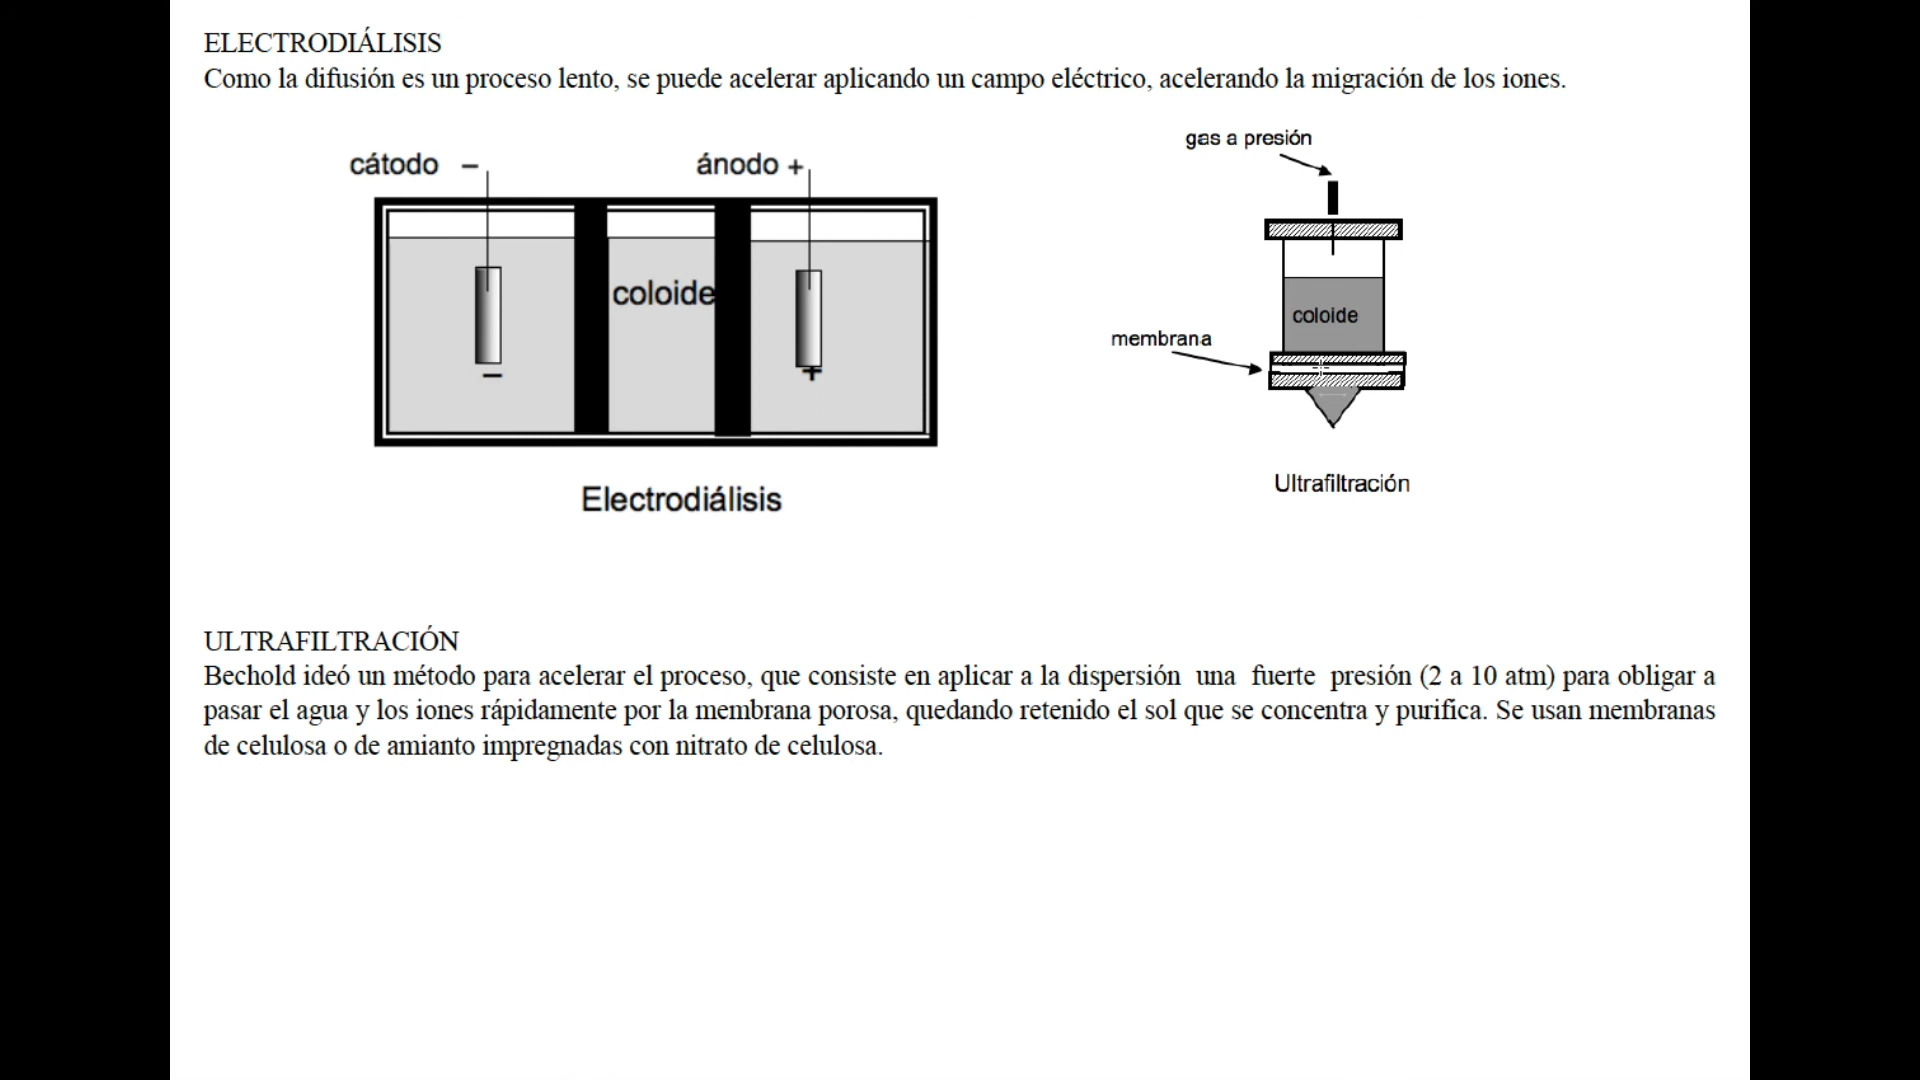 ELECTRODIÁLISIS
Como la difusión es un proceso lento, se puede acelerar aplicando un campo eléctrico, acelerando la migración de los iones.
cátodo –
ánodo +
coloide
–
+
Electrodiálisis
gas a presión
coloide
membrana
Ultrafiltración
ULTRAFILTRACIÓN
Bechold ideó un método para acelerar el proceso, que consiste en aplicar a la dispersión una fuerte presión (2 a 10 atm) para obligar a
pasar el agua y los iones rápidamente por la membrana porosa, quedando retenido el sol que se concentra y purifica. Se usan membranas
de celulosa o de amianto impregnadas con nitrato de celulosa.